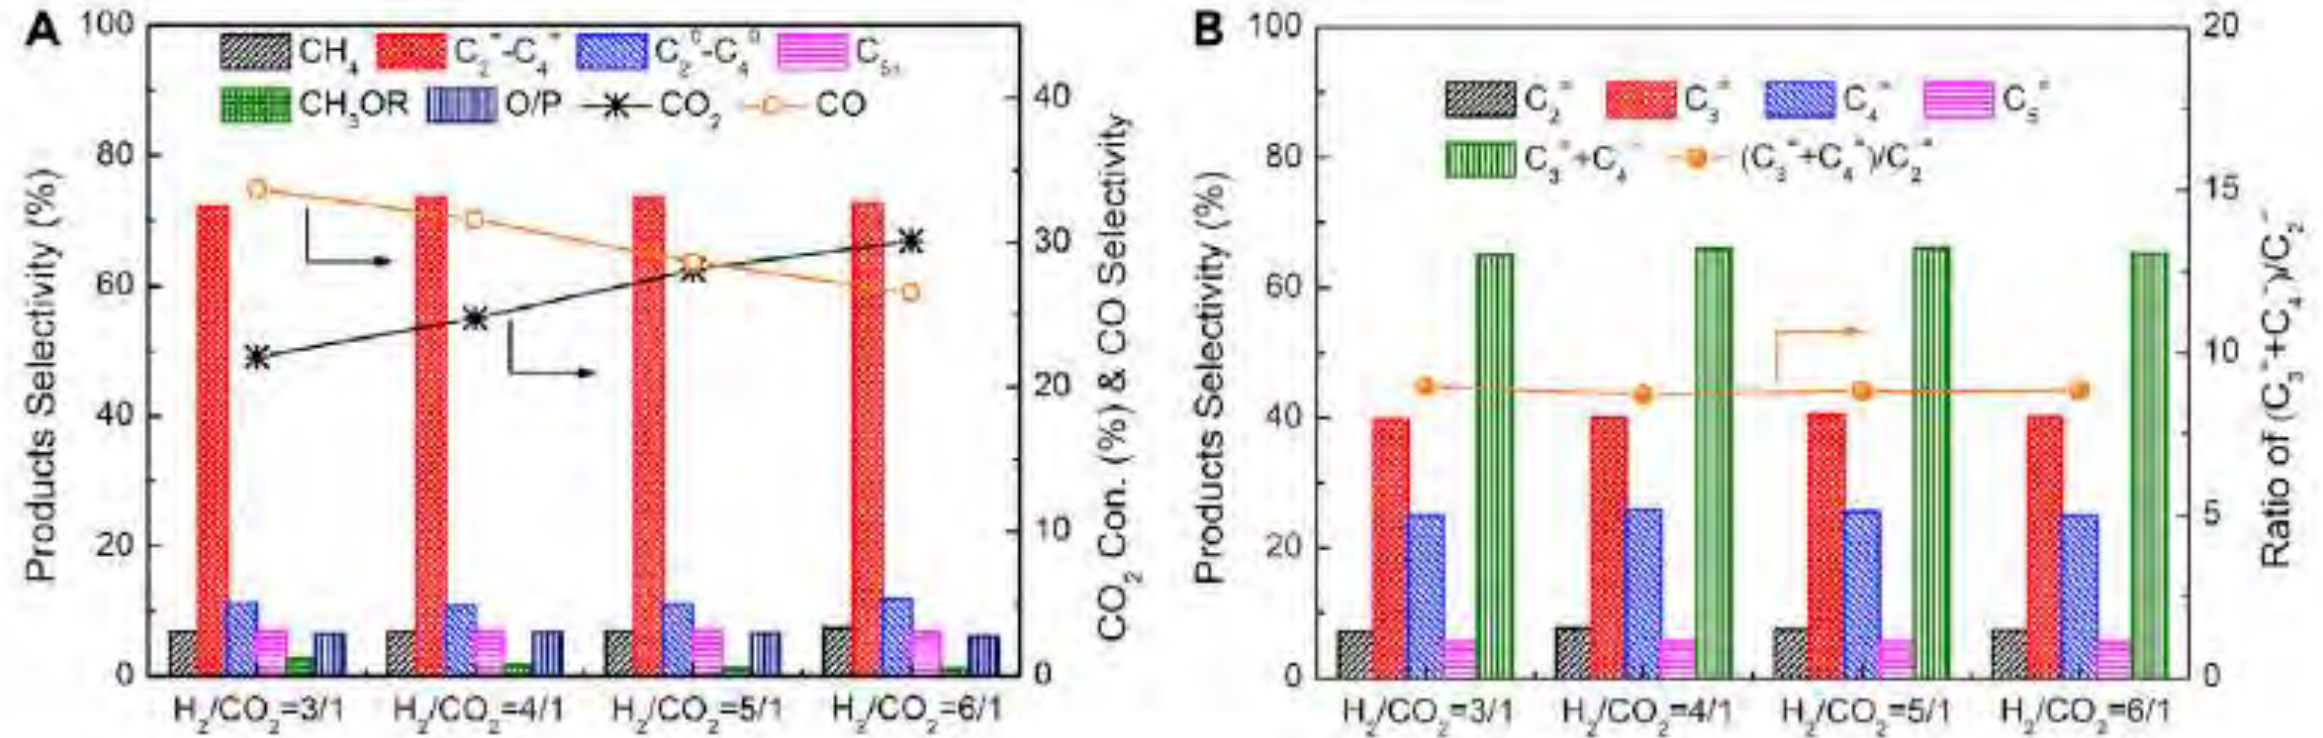 A
CH₄ C₂⁼-C₄⁼ C₂⁰-C₄⁰ C₅₊
CH₃OR O/P CO₂ CO
Products Selectivity (%)
100
80
60
40
20
0
40
30
20
10
0
CO₂ Con. (%) & CO Selectivity
H₂/CO₂=3/1 H₂/CO₂=4/1 H₂/CO₂=5/1 H₂/CO₂=6/1
B
C₂⁼ C₃⁼ C₄⁼ C₅⁼
C₃⁼+C₄⁼ (C₃⁼+C₄⁼)/C₂⁼
Products Selectivity (%)
100
80
60
40
20
0
20
15
10
5
0
Ratio of (C₃⁼+C₄⁼)/C₂⁼
H₂/CO₂=3/1 H₂/CO₂=4/1 H₂/CO₂=5/1 H₂/CO₂=6/1